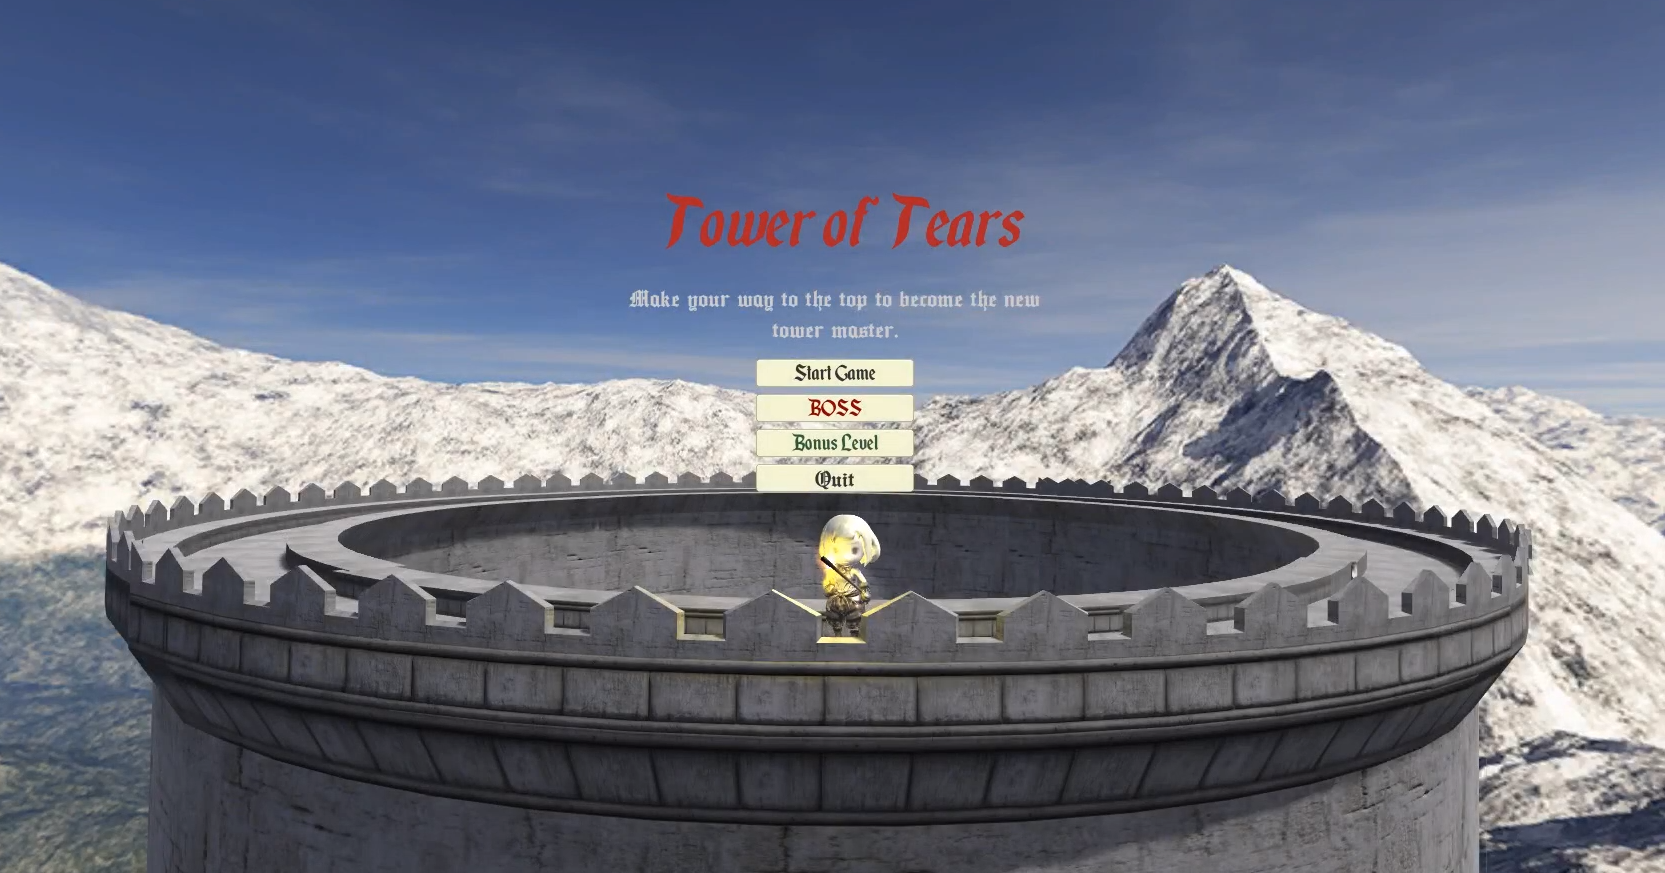 Tower of Tears
Make your way to the top to become the new
tower master.
Start Game
BOSS
Bonus Level
Quit